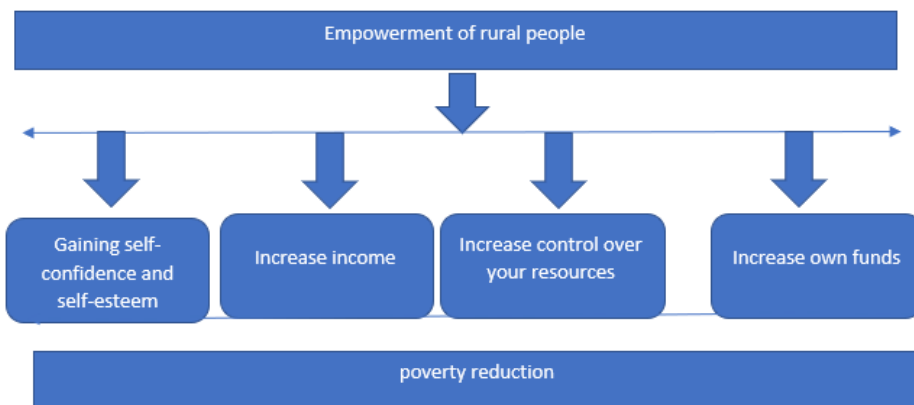 Empowerment of rural people
Gaining self-
confidence and
self-esteem
Increase income
Increase control over
your resources
Increase own funds
poverty reduction